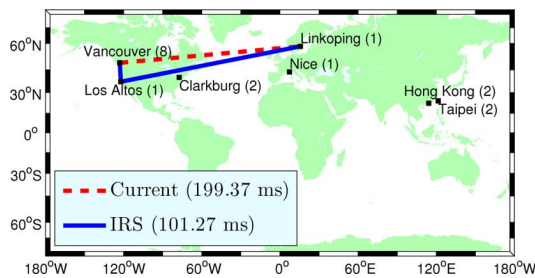 60°N
30°N
0°
30°S
60°S
Vancouver (8)
Linkoping (1)
Nice (1)
Los Altos (1)
Clarkburg (2)
Hong Kong (2)
Taipei (2)
Current (199.37 ms)
IRS (101.27 ms)
180°W 120°W 60°W 0° 60°E 120°E 180°E